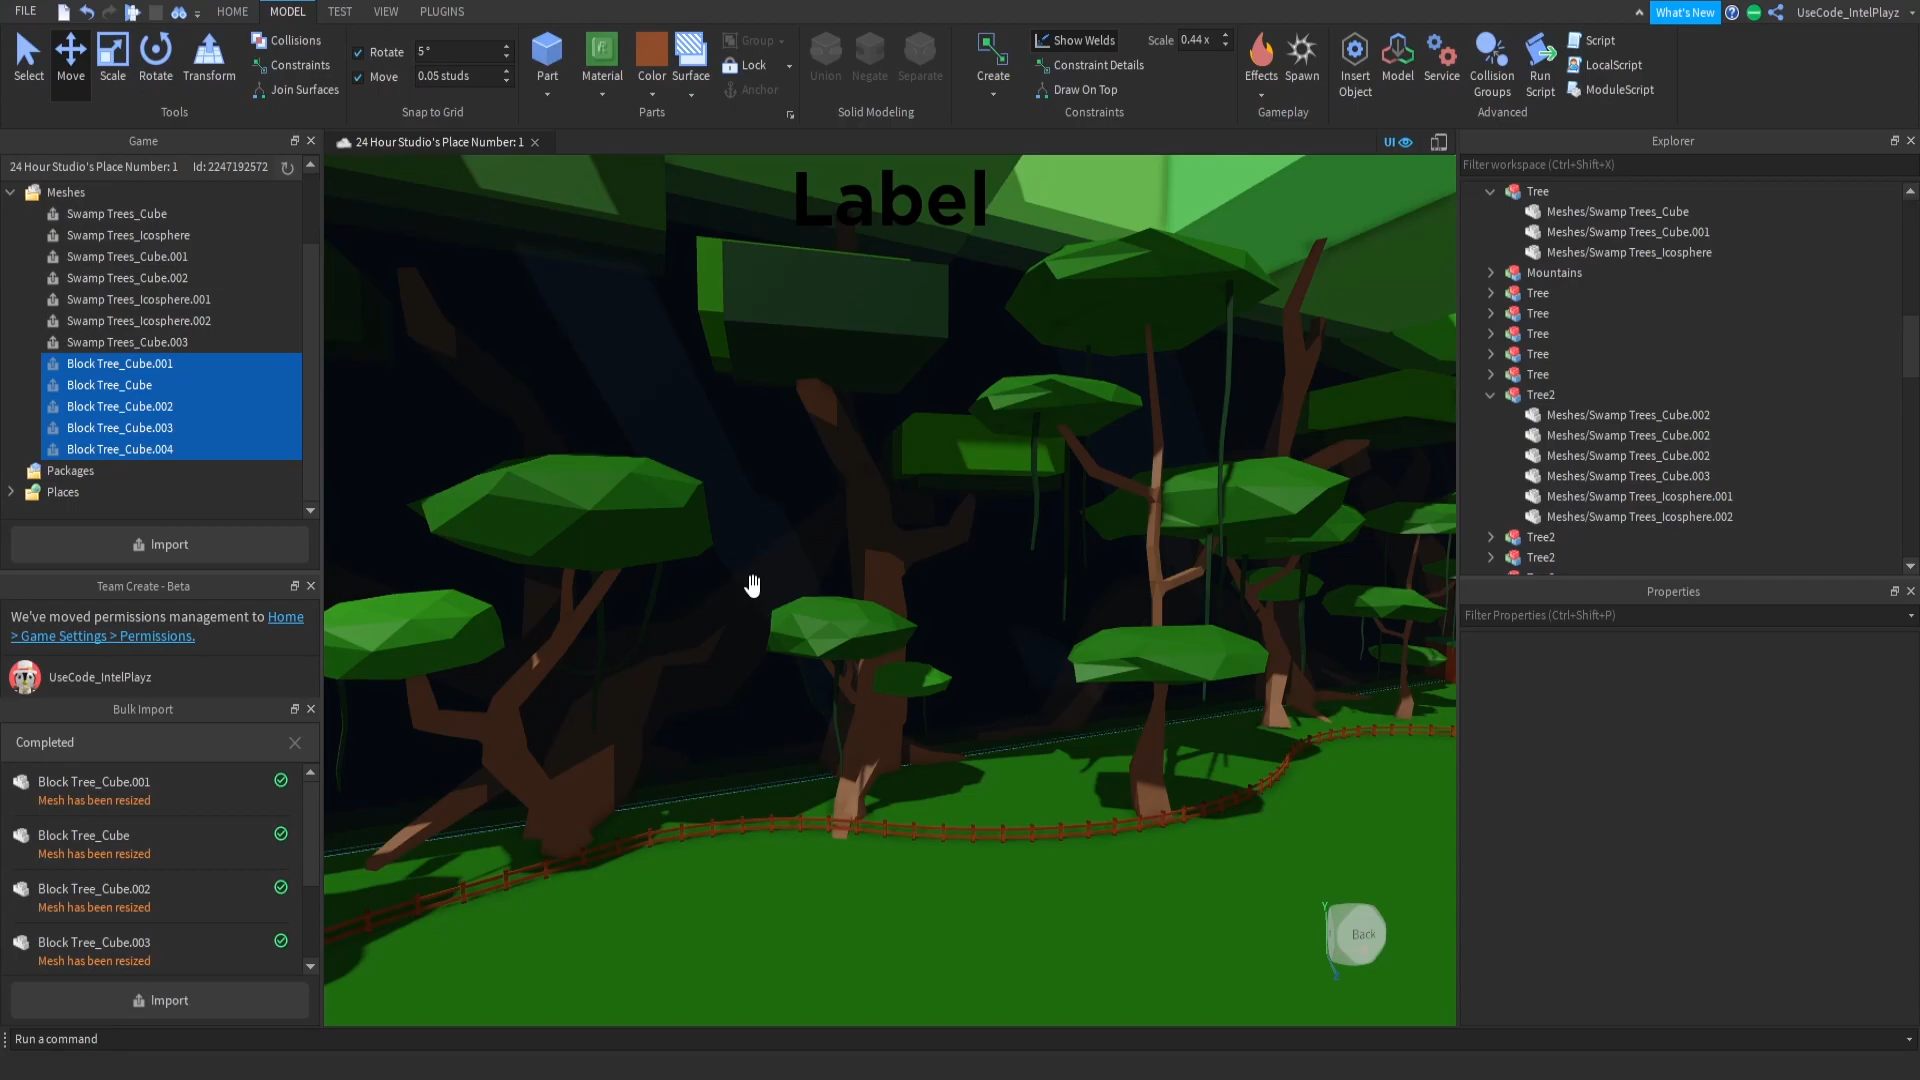 FILE
HOME
MODEL
TEST
VIEW
PLUGINS
What's New
UseCode_IntelPlayz
Select
Move
Scale
Rotate
Transform
Collisions
Constraints
Join Surfaces
Tools
Rotate 5 °
Move 0.05 studs
Snap to Grid
Part
Material
Color
Surface
Group
Lock
Anchor
Parts
Union
Negate
Separate
Solid Modeling
Create
Show Welds
Constraint Details
Draw On Top
Scale 0.44 x
Constraints
Effects
Spawn
Gameplay
Insert
Object
Model
Service
Collision
Groups
Run
Script
Script
LocalScript
ModuleScript
Advanced
Game
24 Hour Studio's Place Number: 1 Id: 2247192572
Meshes
Swamp Trees_Cube
Swamp Trees_Icosphere
Swamp Trees_Cube.001
Swamp Trees_Cube.002
Swamp Trees_Icosphere.001
Swamp Trees_Icosphere.002
Swamp Trees_Cube.003
Block Tree_Cube.001
Block Tree_Cube
Block Tree_Cube.002
Block Tree_Cube.003
Block Tree_Cube.004
Packages
Places
Import
Team Create - Beta
We've moved permissions management to Home
> Game Settings > Permissions.
UseCode_IntelPlayz
Bulk Import
Completed
Block Tree_Cube.001
Mesh has been resized
Block Tree_Cube
Mesh has been resized
Block Tree_Cube.002
Mesh has been resized
Block Tree_Cube.003
Mesh has been resized
Import
Run a command
24 Hour Studio's Place Number: 1
UI
Label
Y
Back
Z
Explorer
Filter workspace (Ctrl+Shift+X)
Tree
Meshes/Swamp Trees_Cube
Meshes/Swamp Trees_Cube.001
Meshes/Swamp Trees_Icosphere
Mountains
Tree
Tree
Tree
Tree
Tree
Tree2
Meshes/Swamp Trees_Cube.002
Meshes/Swamp Trees_Cube.002
Meshes/Swamp Trees_Cube.002
Meshes/Swamp Trees_Cube.003
Meshes/Swamp Trees_Icosphere.001
Meshes/Swamp Trees_Icosphere.002
Tree2
Tree2
Properties
Filter Properties (Ctrl+Shift+P)